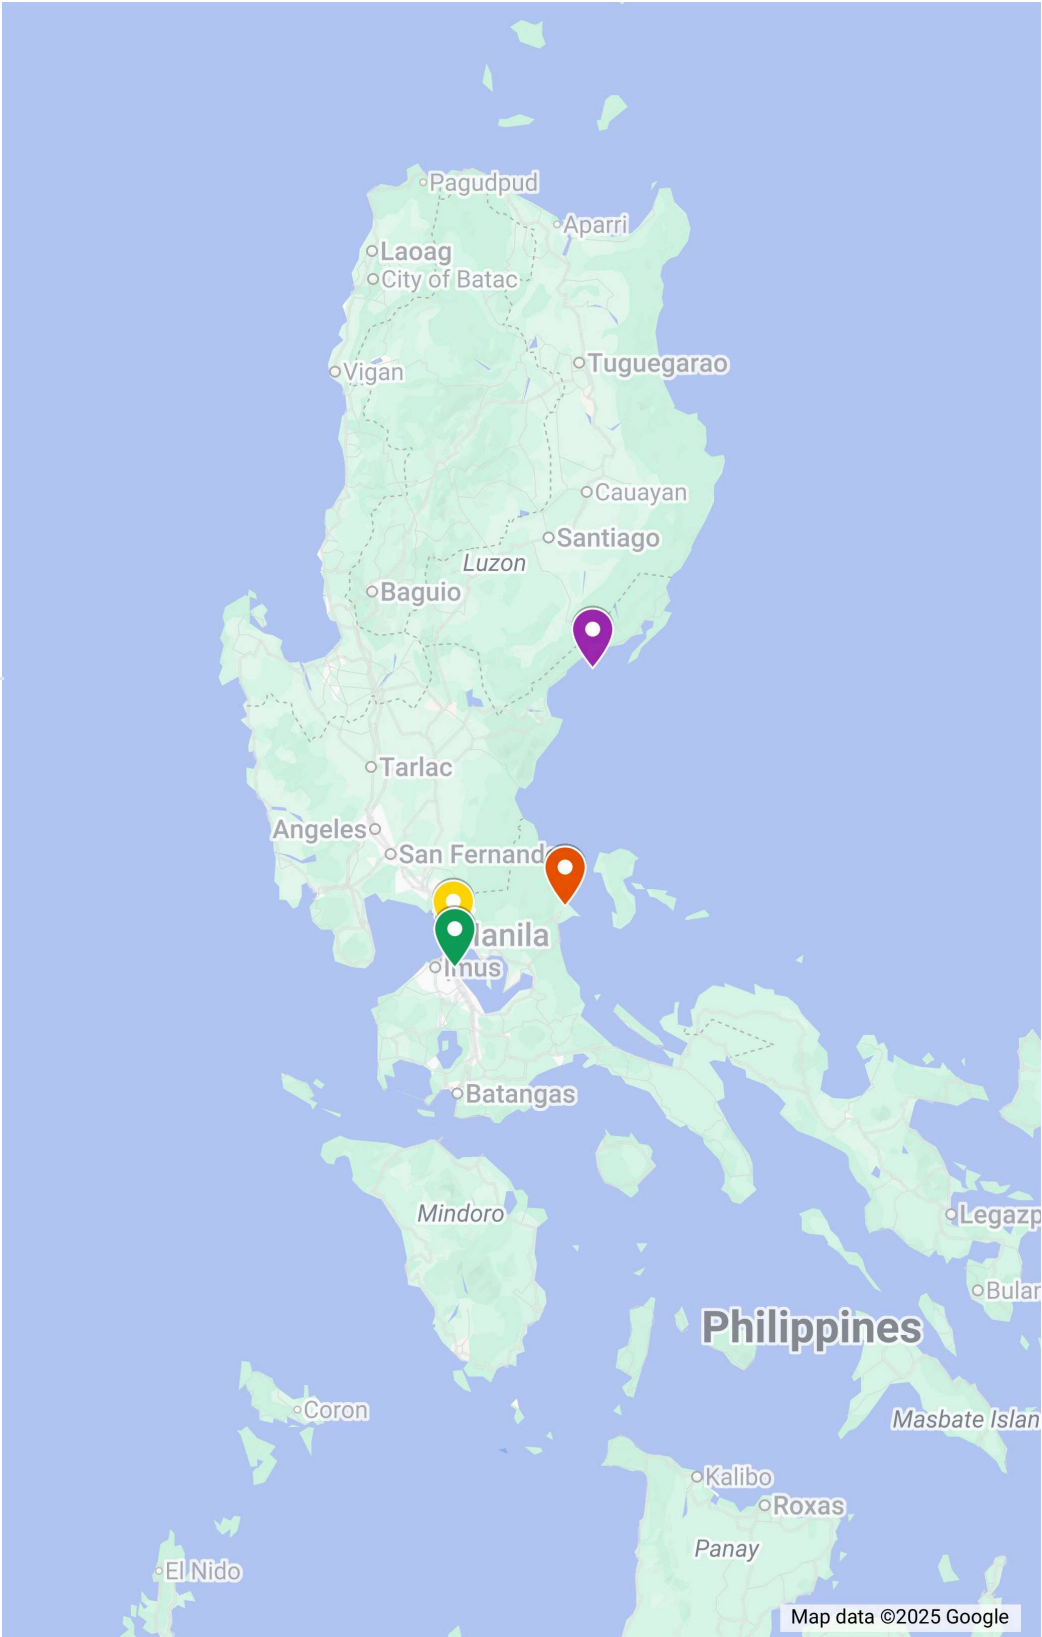 Pagudpud
Aparri
Laoag
City of Batac
Tuguegarao
Vigan
Cauayan
Santiago
Luzon
Baguio
Tarlac
Angeles
San Fernand
anila
Imus
Batangas
Mindoro
Legazp
Bular
Philippines
Coron
Masbate Islan
Kalibo
Roxas
Panay
El Nido
Map data ©2025 Google